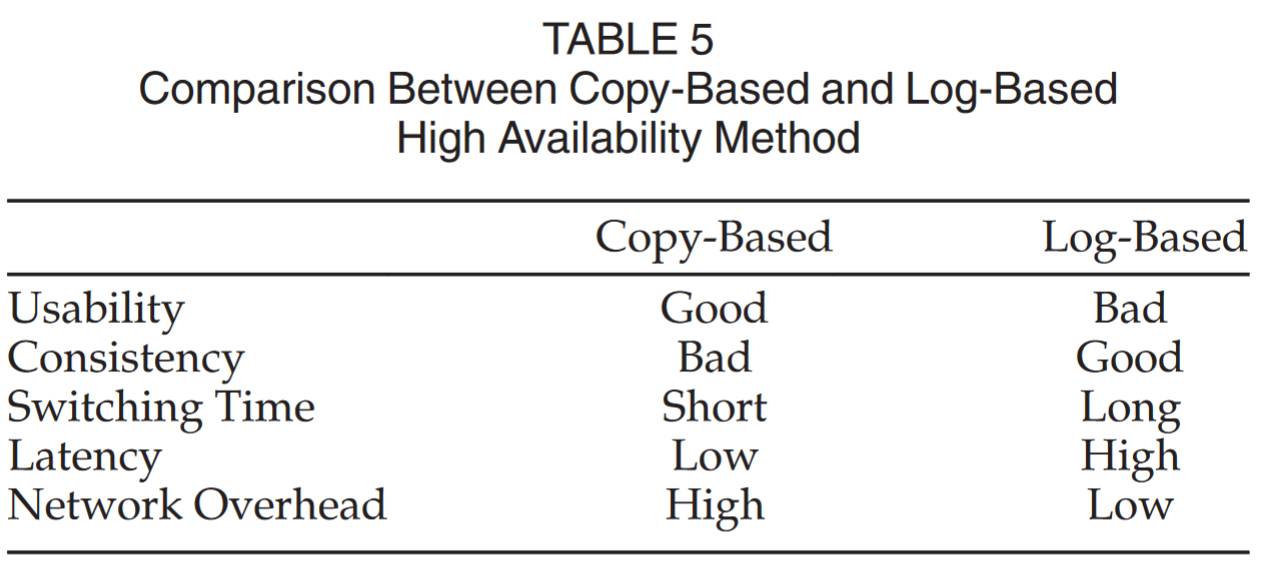 TABLE 5
Comparison Between Copy-Based and Log-Based
High Availability Method
Copy-Based Log-Based
Usability Good Bad
Consistency Bad Good
Switching Time Short Long
Latency Low High
Network Overhead High Low